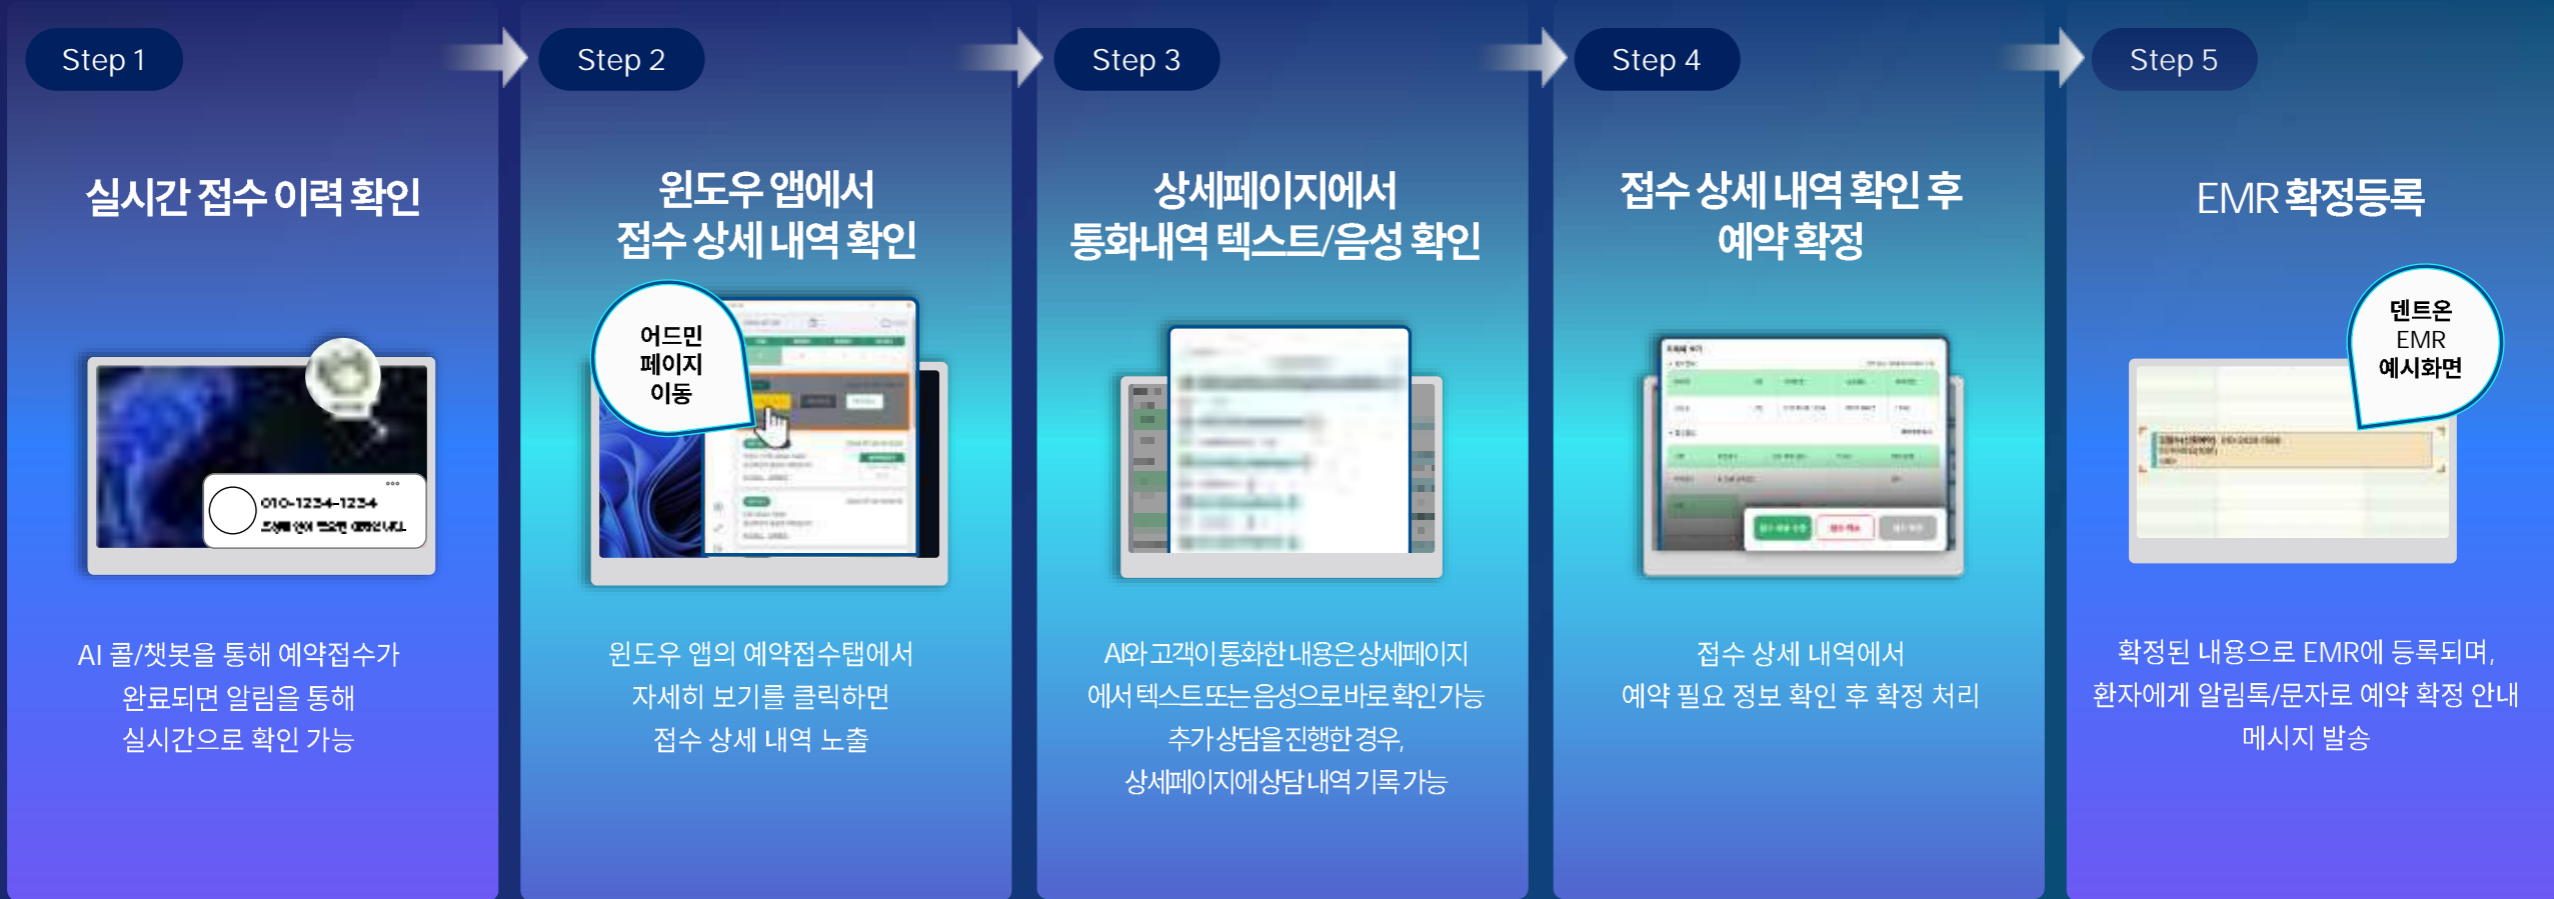 Step 1
실시간 접수 이력 확인
010-1234-1234
AI 콜/챗봇을 통해 예약접수가
완료되면 알림을 통해
실시간으로 확인 가능
Step 2
윈도우 앱에서
접수 상세 내역 확인
어드민
페이지
이동
윈도우 앱의 예약접수탭에서
자세히 보기를 클릭하면
접수 상세 내역 노출
Step 3
상세페이지에서
통화내역 텍스트/음성 확인
AI와 고객이 통화한 내용은 상세페이지
에서 텍스트 또는 음성으로 바로 확인 가능
추가 상담을 진행한 경우,
상세페이지에 상담 내역 기록 가능
Step 4
접수 상세 내역 확인 후
예약 확정
접수 상세 내역에서
예약 필요 정보 확인 후 확정 처리
Step 5
EMR 확정등록
덴트온
EMR
예시화면
확정된 내용으로 EMR에 등록되며,
환자에게 알림톡/문자로 예약 확정 안내
메시지 발송